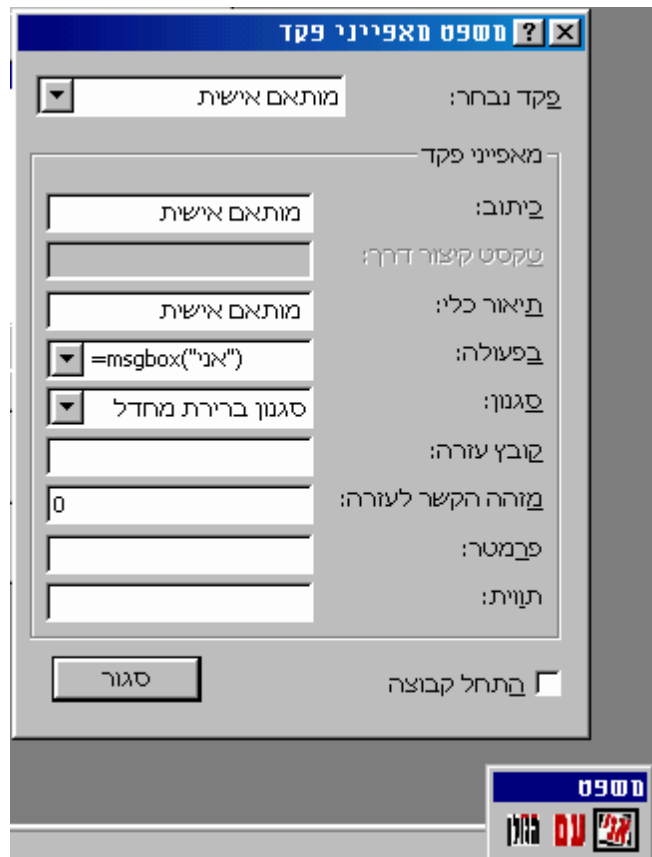 משפט מאפייני פקד
פקד נבחר: מותאם אישית
מאפייני פקד
כיתוב: מותאם אישית
טקסט קיצור דרך:
תיאור כלי: מותאם אישית
בפעולה: =msgbox("אני")
סגנון: סגנון ברירת מחדל
קובץ עזרה:
מזהה הקשר לעזרה: 0
פרמטר:
תווית:
התחל קבוצה סגור
משפט
אני עם